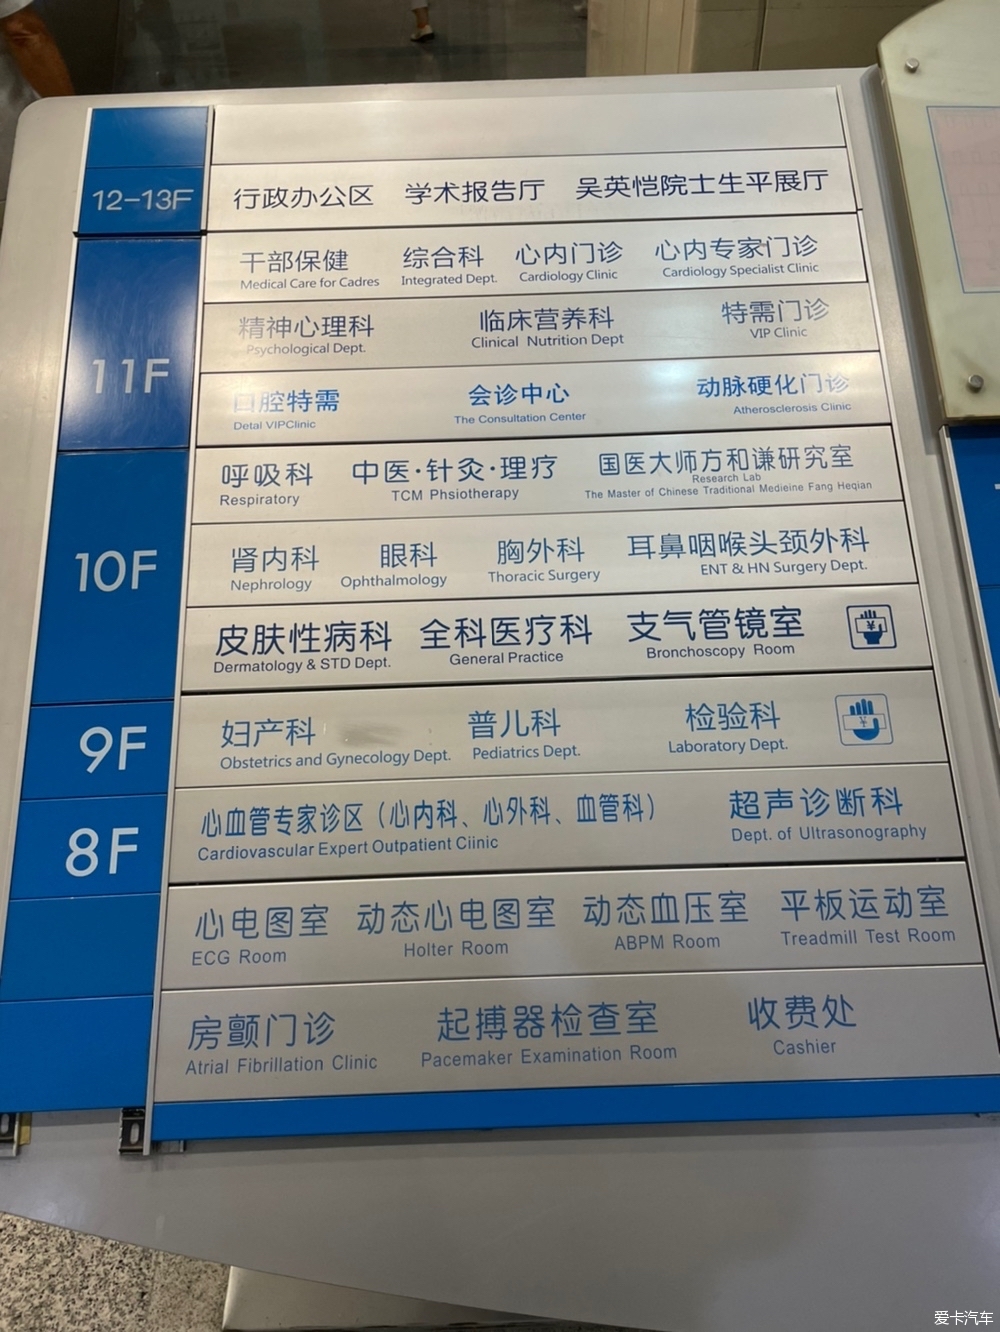 12-13F
行政办公区 学术报告厅 吴英恺院士生平展厅
11F
干部保健 综合科 心内门诊 心内专家门诊
Medical Care for Cadres Integrated Dept. Cardiology Clinic Cardiology Specialist Clinic
精神心理科 临床营养科 特需门诊
Psychological Dept. Clinical Nutrition Dept VIP Clinic
口腔特需 会诊中心 动脉硬化门诊
Detal VIPClinic The Consultation Center Atherosclerosis Clinic
10F
呼吸科 中医·针灸·理疗 国医大师方和谦研究室
Respiratory TCM Phsiotherapy Research Lab
The Master of Chinese Traditional Medieine Fang Heqian
肾内科 眼科 胸外科 耳鼻咽喉头颈外科
Nephrology Ophthalmology Thoracic Surgery ENT & HN Surgery Dept.
皮肤性病科 全科医疗科 支气管镜室 ¥
Dermatology & STD Dept. General Practice Bronchoscopy Room
9F
妇产科 普儿科 检验科 ¥
Obstetrics and Gynecology Dept. Pediatrics Dept. Laboratory Dept.
8F
心血管专家诊区（心内科、心外科、血管科） 超声诊断科
Cardiovascular Expert Outpatient Ciinic Dept. of Ultrasonography
心电图室 动态心电图室 动态血压室 平板运动室
ECG Room Holter Room ABPM Room Treadmill Test Room
房颤门诊 起搏器检查室 收费处
Atrial Fibrillation Clinic Pacemaker Examination Room Cashier
爱卡汽车